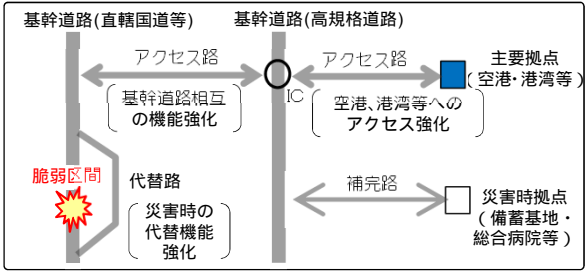 基幹道路(直轄国道等)
基幹道路(高規格道路)
アクセス路
アクセス路
主要拠点
(空港・港湾等)
IC
基幹道路相互
の機能強化
空港、港湾等への
アクセス強化
脆弱区間
代替路
災害時の
代替機能
強化
補完路
災害時拠点
(備蓄基地・
総合病院等)